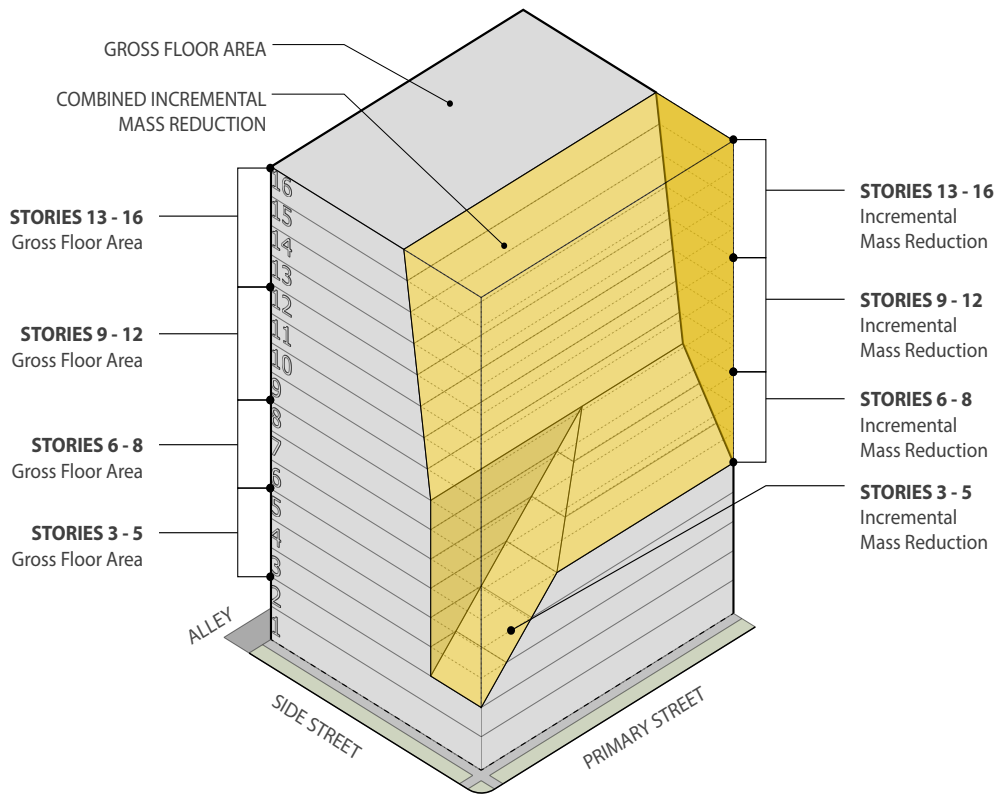 GROSS FLOOR AREA
COMBINED INCREMENTAL
MASS REDUCTION
STORIES 13 - 16
Gross Floor Area
STORIES 9 - 12
Gross Floor Area
STORIES 6 - 8
Gross Floor Area
STORIES 3 - 5
Gross Floor Area
16
15
14
13
12
11
10
9
8
7
6
5
4
3
2
1
STORIES 13 - 16
Incremental
Mass Reduction
STORIES 9 - 12
Incremental
Mass Reduction
STORIES 6 - 8
Incremental
Mass Reduction
STORIES 3 - 5
Incremental
Mass Reduction
ALLEY
SIDE STREET
PRIMARY STREET